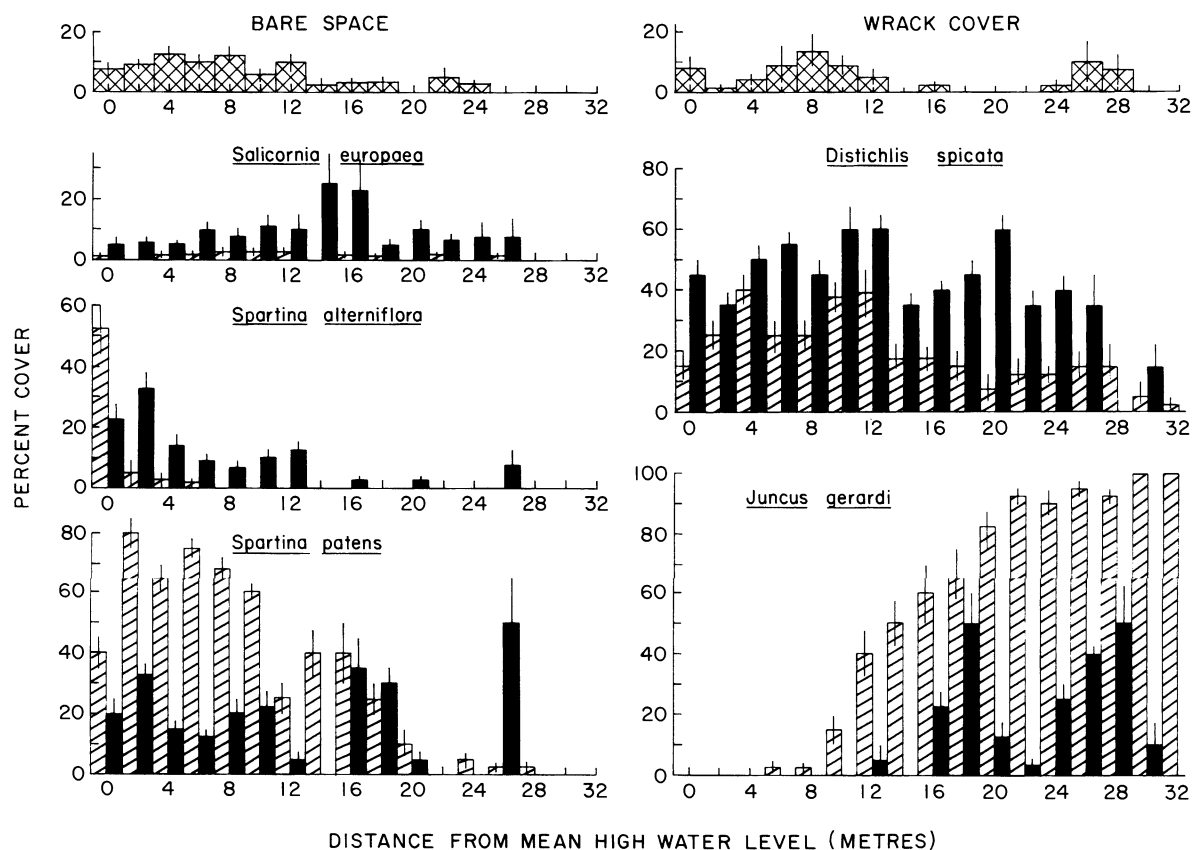 BARE SPACE
20
0
0 4 8 12 16 20 24 28 32
WRACK COVER
20
0
0 4 8 12 16 20 24 28 32
Salicornia europaea
20
0
0 4 8 12 16 20 24 28 32
Distichlis spicata
80
60
40
20
0
0 4 8 12 16 20 24 28 32
Spartina alterniflora
60
40
20
0
0 4 8 12 16 20 24 28 32
PERCENT COVER
Spartina patens
80
60
40
20
0
0 4 8 12 16 20 24 28 32
Juncus gerardi
100
80
60
40
20
0
0 4 8 12 16 20 24 28 32
DISTANCE FROM MEAN HIGH WATER LEVEL (METRES)